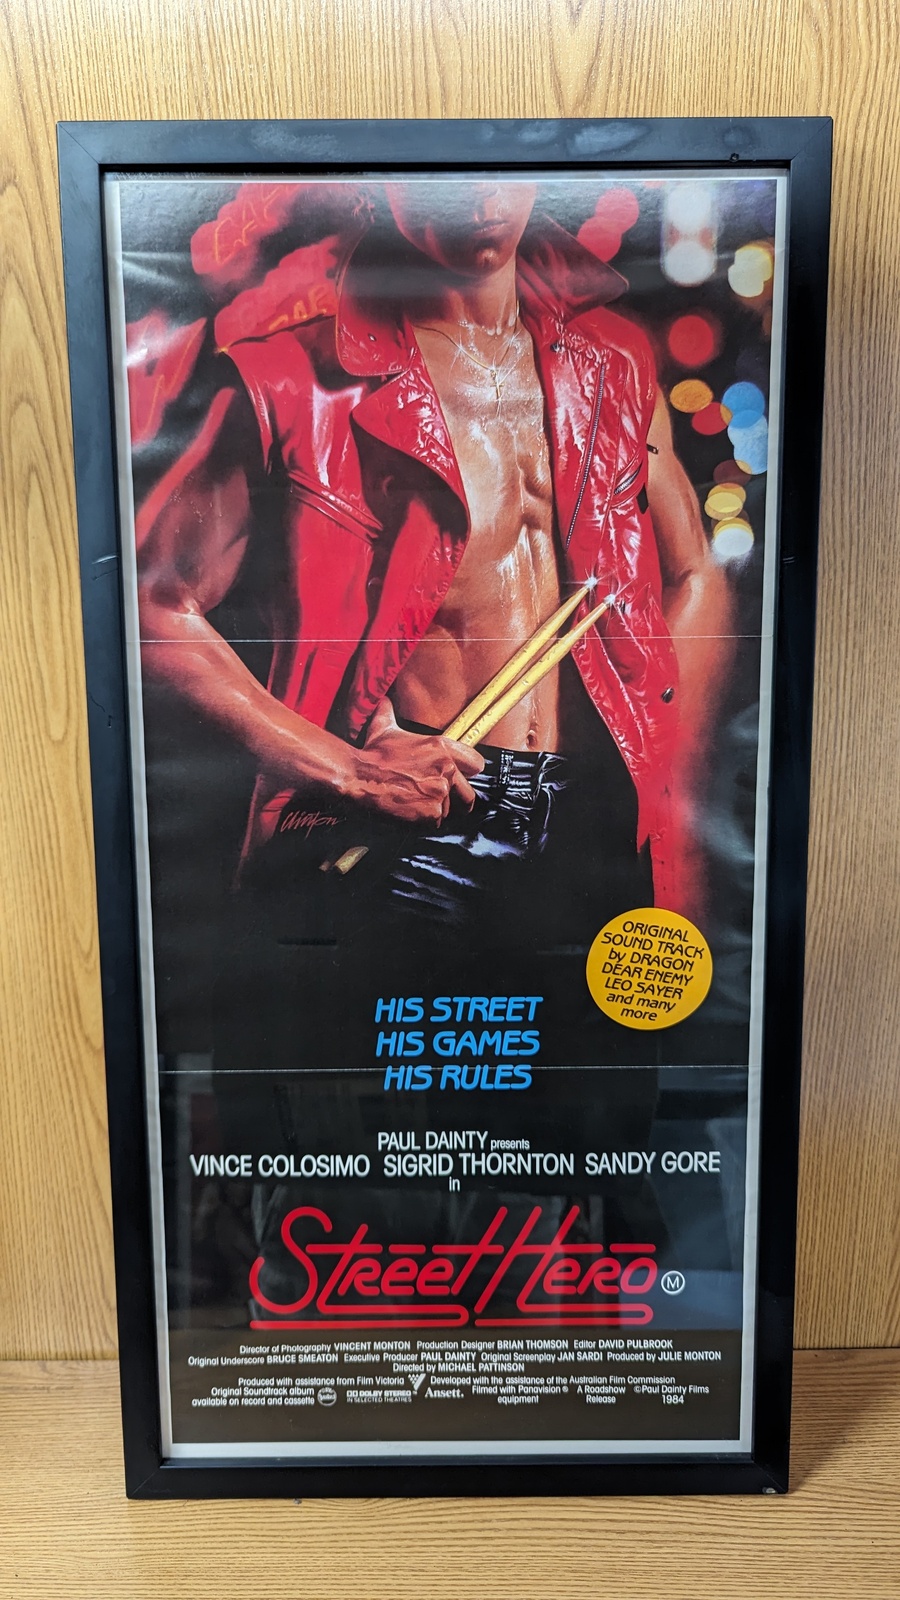 CAF
CAF
Clinton
ORIGINAL
SOUND TRACK
by DRAGON
DEAR ENEMY
LEO SAYER
and many
more
HIS STREET
HIS GAMES
HIS RULES
PAUL DAINTY presents
VINCE COLOSIMO SIGRID THORNTON SANDY GORE
in
Street Hero M
Director of Photography VINCENT MONTON Production Designer BRIAN THOMSON Editor DAVID PULBROOK
Original Underscore BRUCE SMEATON Executive Producer PAUL DAINTY Original Screenplay JAN SARDI Produced by JULIE MONTON
Directed by MICHAEL PATTINSON
Produced with assistance from Film Victoria Developed with the assistance of the Australian Film Commission
Original Soundtrack album available on record and cassette
DOLBY STEREO IN SELECTED THEATRES
Ansett.
Filmed with Panavision® equipment
A Roadshow Release
©Paul Dainty Films 1984